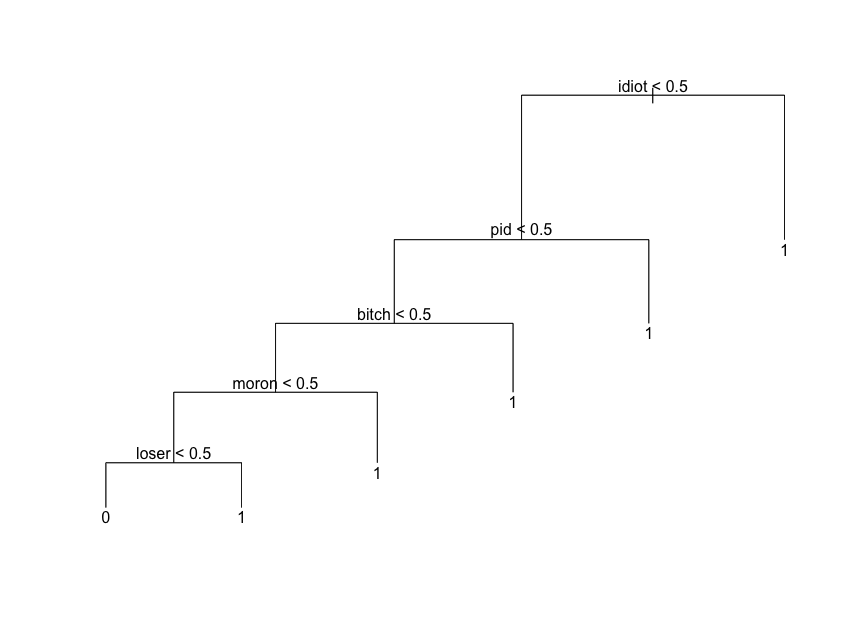 idiot < 0.5
pid < 0.5
1
bitch < 0.5
1
moron < 0.5
1
loser < 0.5
1
0
1